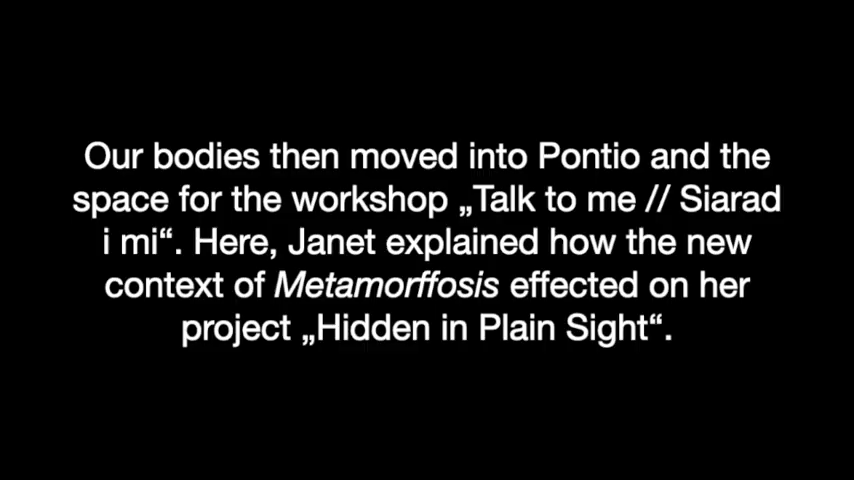 Our bodies then moved into Pontio and the
space for the workshop „Talk to me // Siarad
i mi“. Here, Janet explained how the new
context of Metamorffosis effected on her
project „Hidden in Plain Sight“.